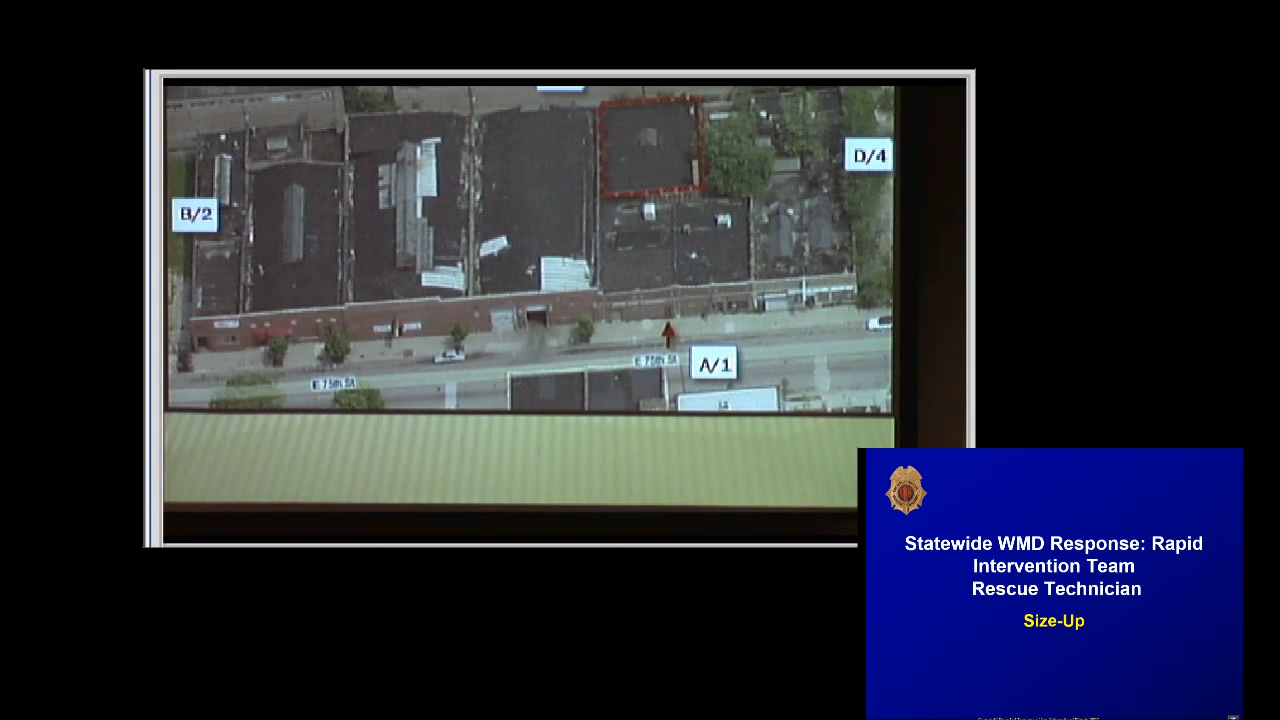 D/4
B/2
E 75th St
A/1
E 75th St
Statewide WMD Response: Rapid
Intervention Team
Rescue Technician
Size-Up